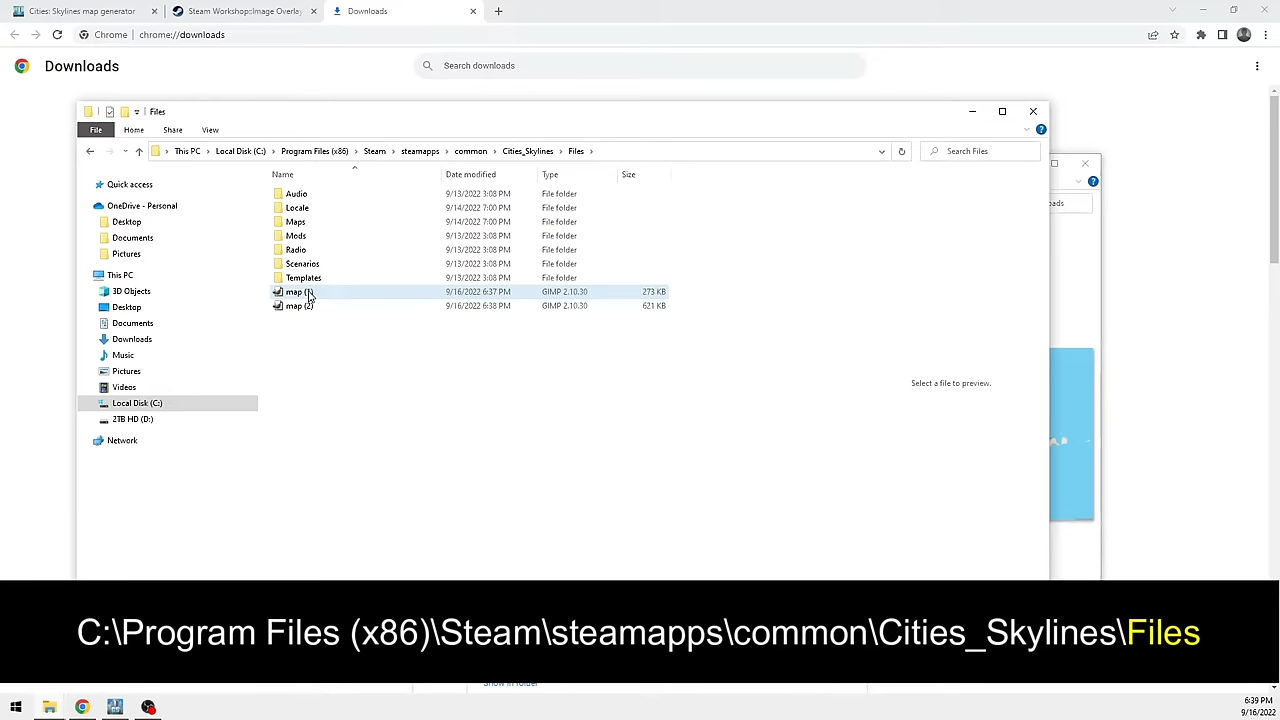 Cities: Skylines map generator
Steam Workshop::Image Overlay
Downloads
Chrome | chrome://downloads
Downloads
Search downloads
Files
File Home Share View
This PC > Local Disk (C:) > Program Files (x86) > Steam > steamapps > common > Cities_Skylines > Files >
Search Files
Name Date modified Type Size
Quick access
OneDrive - Personal
Desktop
Documents
Pictures
This PC
3D Objects
Desktop
Documents
Downloads
Music
Pictures
Videos
Local Disk (C:)
2TB HD (D:)
Network
Audio 9/13/2022 3:08 PM File folder
Locale 9/14/2022 7:00 PM File folder
Maps 9/14/2022 7:00 PM File folder
Mods 9/13/2022 3:08 PM File folder
Radio 9/13/2022 3:08 PM File folder
Scenarios 9/13/2022 3:08 PM File folder
Templates 9/13/2022 3:08 PM File folder
map (1) 9/16/2022 6:37 PM GIMP 2.10.30 273 KB
map (2) 9/16/2022 6:38 PM GIMP 2.10.30 621 KB
Select a file to preview.
oads
C:\Program Files (x86)\Steam\steamapps\common\Cities_Skylines\Files
Show in folder
6:39 PM
9/16/2022